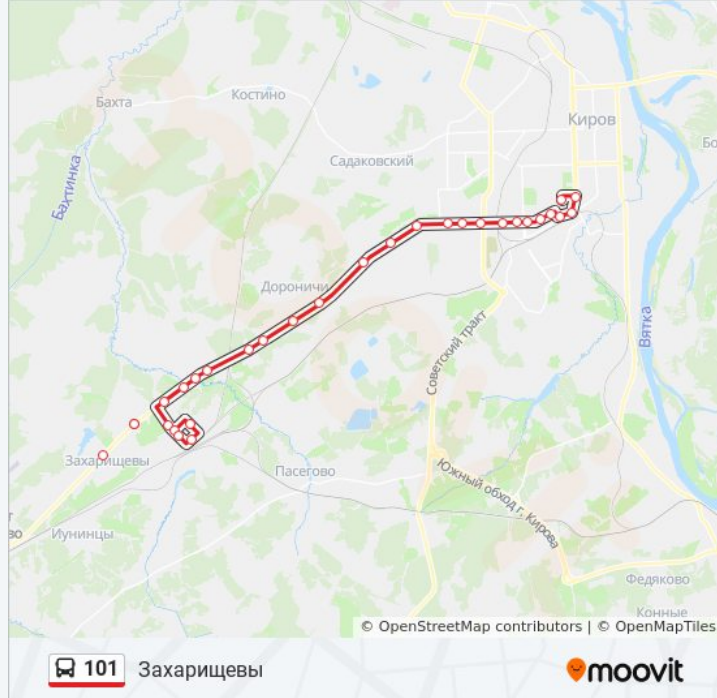 Бахта
Костино
Киров
Бо
Садаковский
Бахтинка
Дороничи
Вятка
Советский тракт
Захарищевы
Пасегово
т
во
Иунинцы
Южный обход г. Кирова
Федяково
Конные
© OpenStreetMap contributors | © OpenMapTiles
101 Захарищевы
moovit